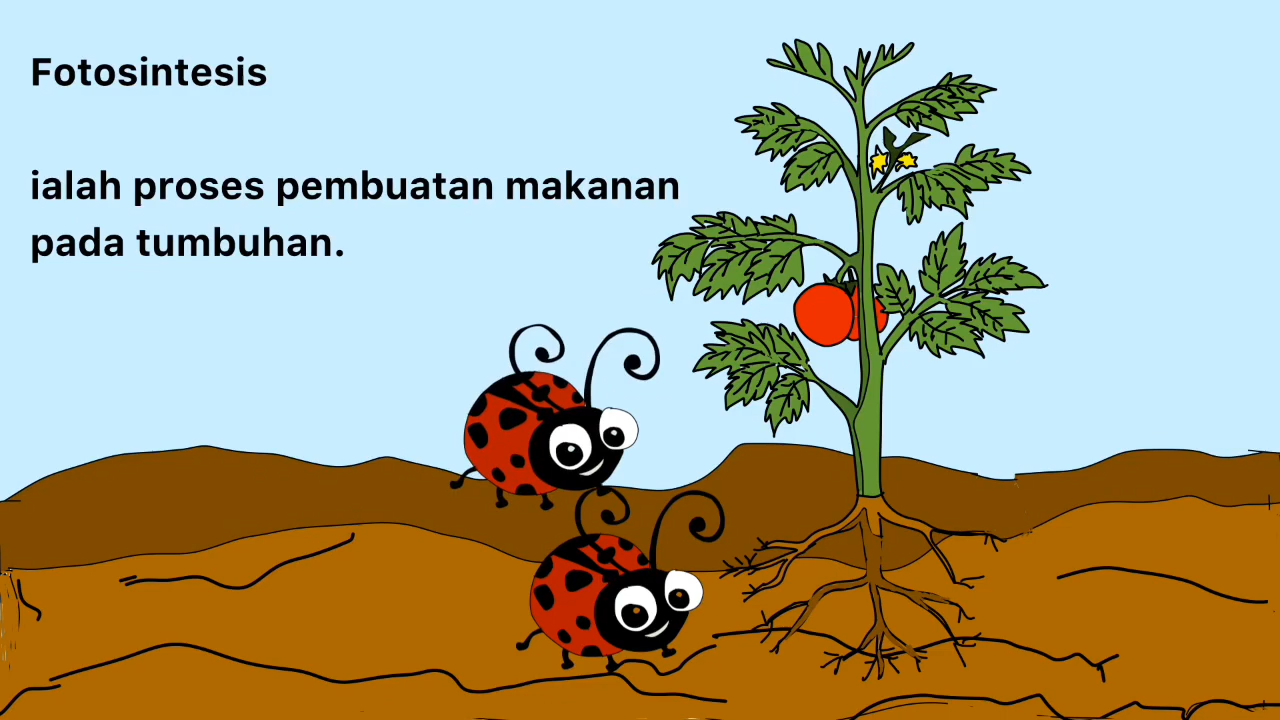 Fotosintesis
ialah proses pembuatan makanan
pada tumbuhan.